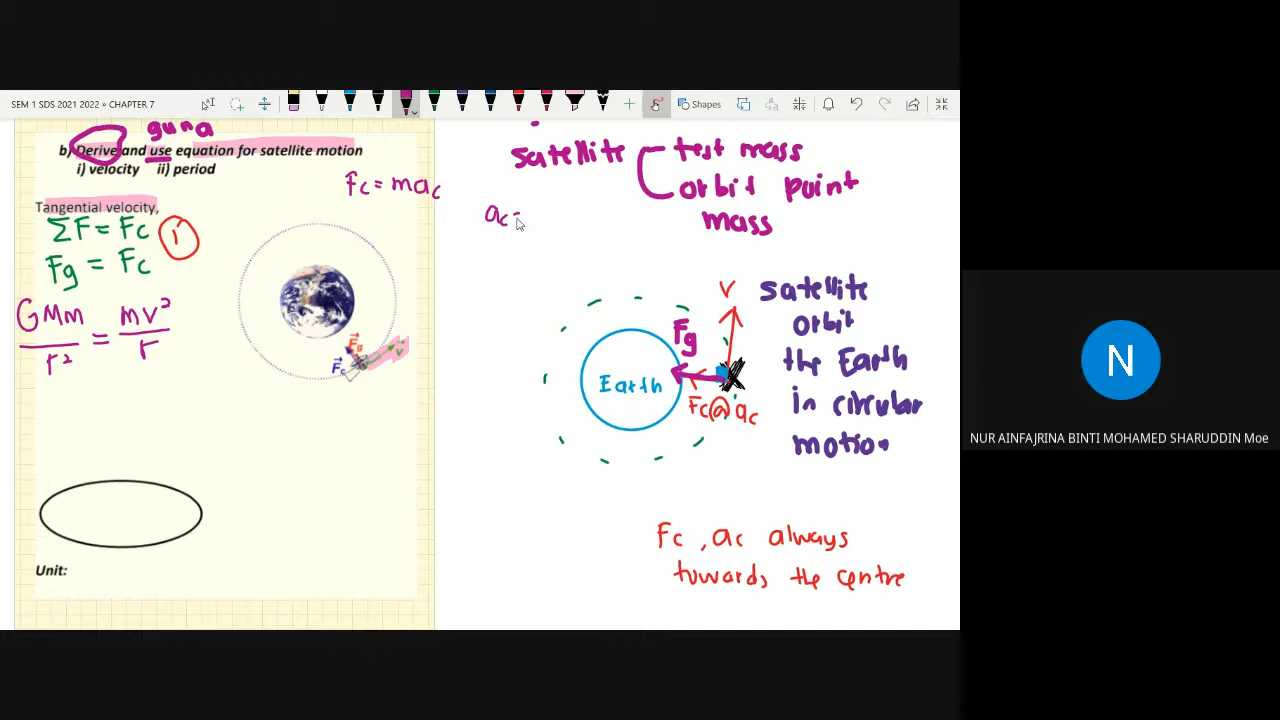 SEM 1 SDS 2021 2022 » CHAPTER 7
Shapes
guna
b) Derive and use equation for satellite motion
i) velocity ii) period
Fc = mac
Tangential velocity,
ΣF = Fc
i
Fg = Fc
GMm/r² = mv²/r
Fg
Fc
v
Unit:
satellite
test mass
orbit point
mass
ac =
v
Fg
Earth
Fc @ ac
satellite
orbit
the Earth
in circular
motion
Fc, ac always
towards the centre
N
NUR AINFAJRINA BINTI MOHAMED SHARUDDIN Moe